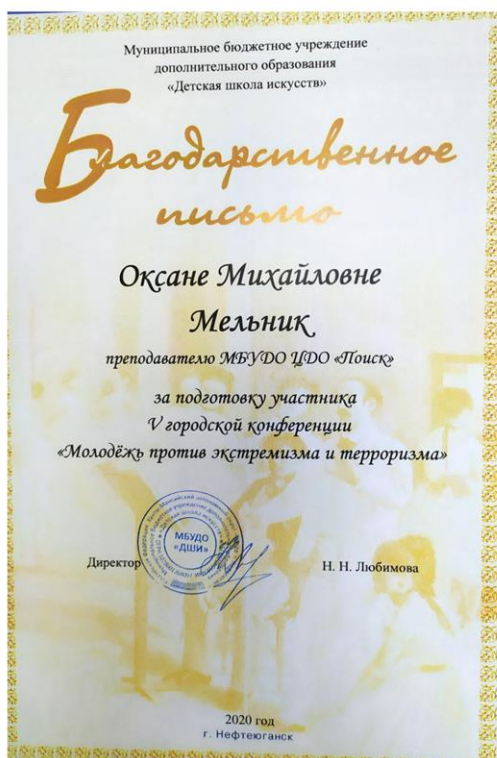 Муниципальное бюджетное учреждение
дополнительного образования
«Детская школа искусств»
Благодарственное
письмо
Оксане Михайловне
Мельник
преподавателю МБУДО ЦДО «Поиск»
за подготовку участника
V городской конференции
«Молодёжь против экстремизма и терроризма»
МБУДО
«ДШИ»
Директор
Н. Н. Любимова
2020 год
г. Нефтеюганск